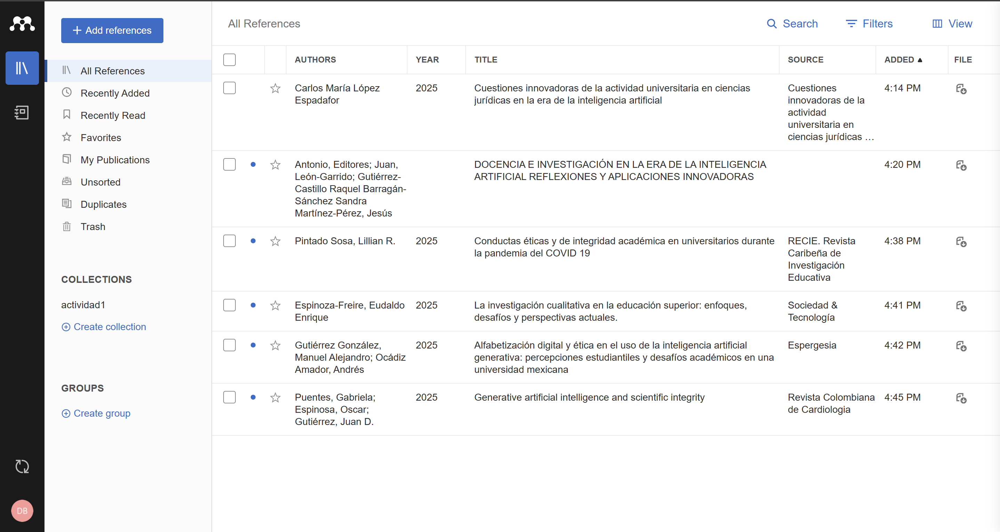 + Add references
All References
Recently Added
Recently Read
Favorites
My Publications
Unsorted
Duplicates
Trash
COLLECTIONS
actividad1
Create collection
GROUPS
Create group
DB
All References
Search
Filters
View
AUTHORS YEAR TITLE SOURCE ADDED FILE
Carlos María López
Espadafor
2025
Cuestiones innovadoras de la actividad universitaria en ciencias
jurídicas en la era de la inteligencia artificial
Cuestiones
innovadoras de la
actividad
universitaria en
ciencias jurídicas …
4:14 PM
Antonio, Editores; Juan,
León-Garrido; Gutiérrez-
Castillo Raquel Barragán-
Sánchez Sandra
Martínez-Pérez, Jesús
DOCENCIA E INVESTIGACIÓN EN LA ERA DE LA INTELIGENCIA
ARTIFICIAL REFLEXIONES Y APLICACIONES INNOVADORAS
4:20 PM
Pintado Sosa, Lillian R.
2025
Conductas éticas y de integridad académica en universitarios durante
la pandemia del COVID 19
RECIE. Revista
Caribeña de
Investigación
Educativa
4:38 PM
Espinoza-Freire, Eudaldo
Enrique
2025
La investigación cualitativa en la educación superior: enfoques,
desafíos y perspectivas actuales.
Sociedad &
Tecnología
4:41 PM
Gutiérrez González,
Manuel Alejandro; Ocádiz
Amador, Andrés
2025
Alfabetización digital y ética en el uso de la inteligencia artificial
generativa: percepciones estudiantiles y desafíos académicos en una
universidad mexicana
Espergesia
4:42 PM
Puentes, Gabriela;
Espinosa, Oscar;
Gutiérrez, Juan D.
2025
Generative artificial intelligence and scientific integrity
Revista Colombiana
de Cardiologia
4:45 PM